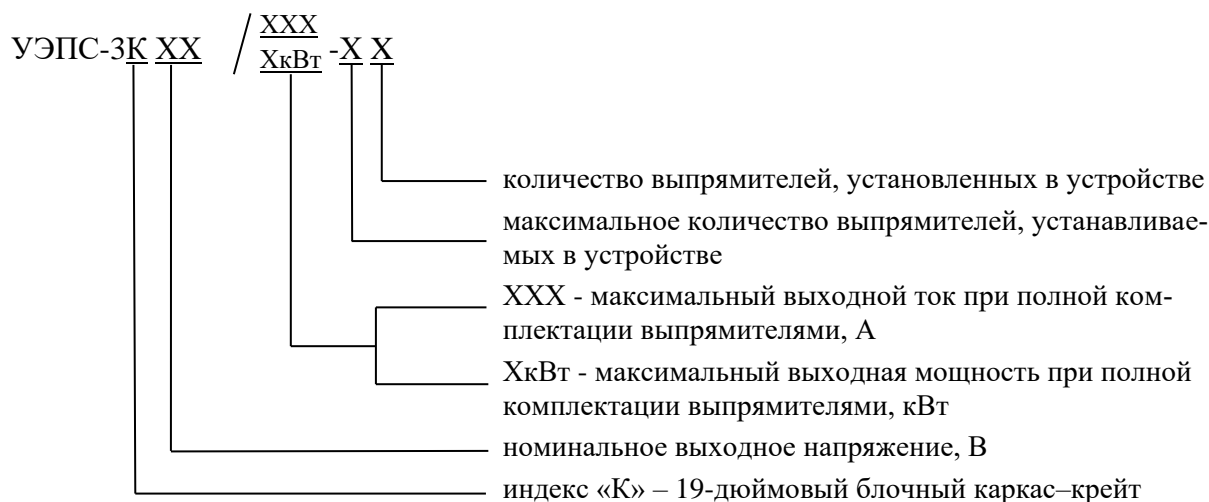 XXX
УЭПС-3К ХХ / ХкВт -Х Х
количество выпрямителей, установленных в устройстве
максимальное количество выпрямителей, устанавливае-
мых в устройстве
ХХХ - максимальный выходной ток при полной ком-
плектации выпрямителями, А
ХкВт - максимальный выходная мощность при полной
комплектации выпрямителями, кВт
номинальное выходное напряжение, В
индекс «К» – 19-дюймовый блочный каркас–крейт